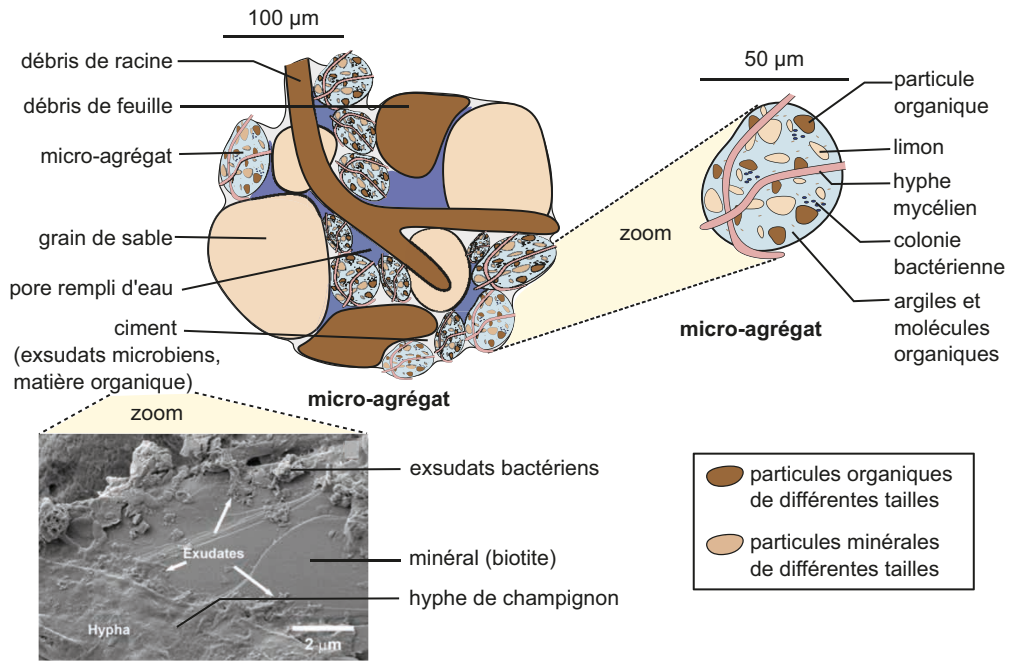 100 µm
débris de racine
débris de feuille
micro-agrégat
grain de sable
pore rempli d'eau
ciment
(exsudats microbiens,
matière organique)
micro-agrégat
zoom
50 µm
particule
organique
limon
hyphe
mycélien
colonie
bactérienne
argiles et
molécules
organiques
micro-agrégat
zoom
exsudats bactériens
minéral (biotite)
hyphe de champignon
Exudates
Hypha
2 µm
particules organiques
de différentes tailles
particules minérales
de différentes tailles